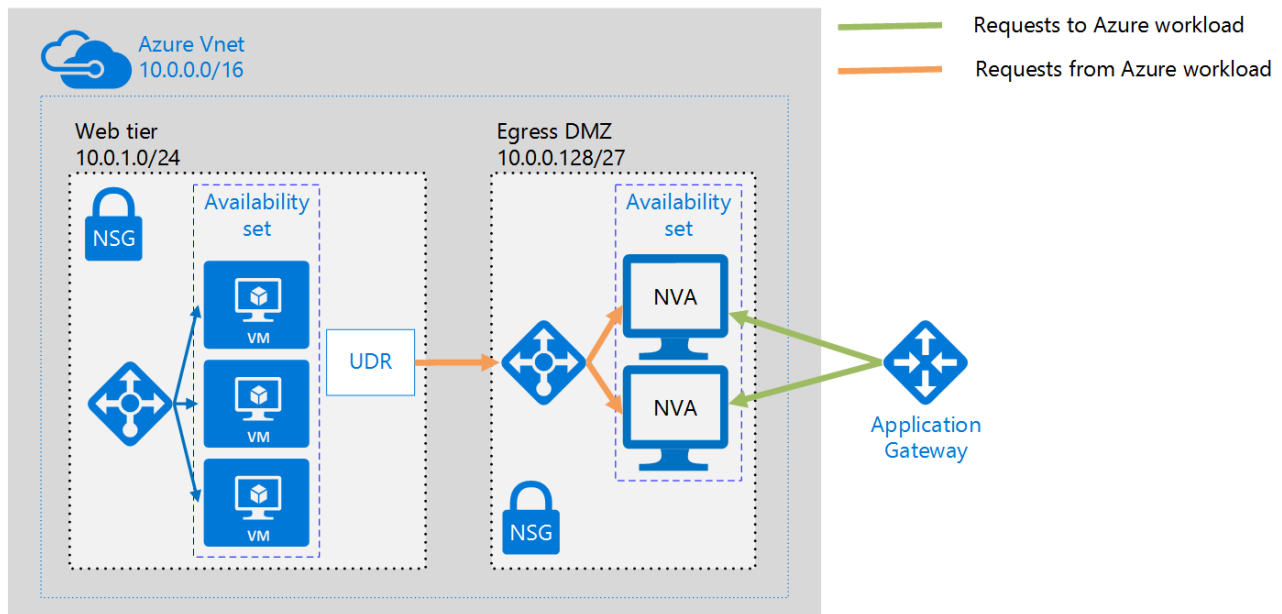 Azure Vnet
10.0.0.0/16
Requests to Azure workload
Requests from Azure workload
Web tier
10.0.1.0/24
Egress DMZ
10.0.0.128/27
NSG
Availability
set
VM
VM
VM
UDR
Availability
set
NVA
NVA
NSG
Application
Gateway